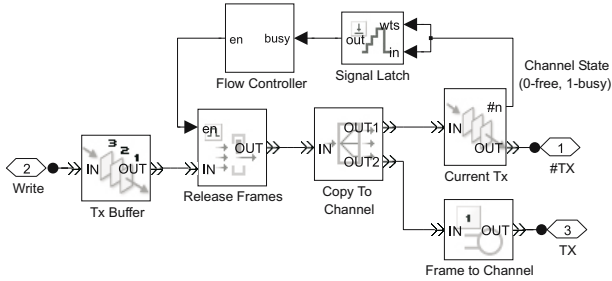 en
busy
Flow Controller
out
wts
in
Signal Latch
Channel State
(0-free, 1-busy)
2
Write
IN
3
2
1
OUT
Tx Buffer
en
IN
OUT
Release Frames
IN
OUT1
OUT2
Copy To
Channel
IN
#n
OUT
Current Tx
1
#TX
IN
1
OUT
Frame to Channel
3
TX